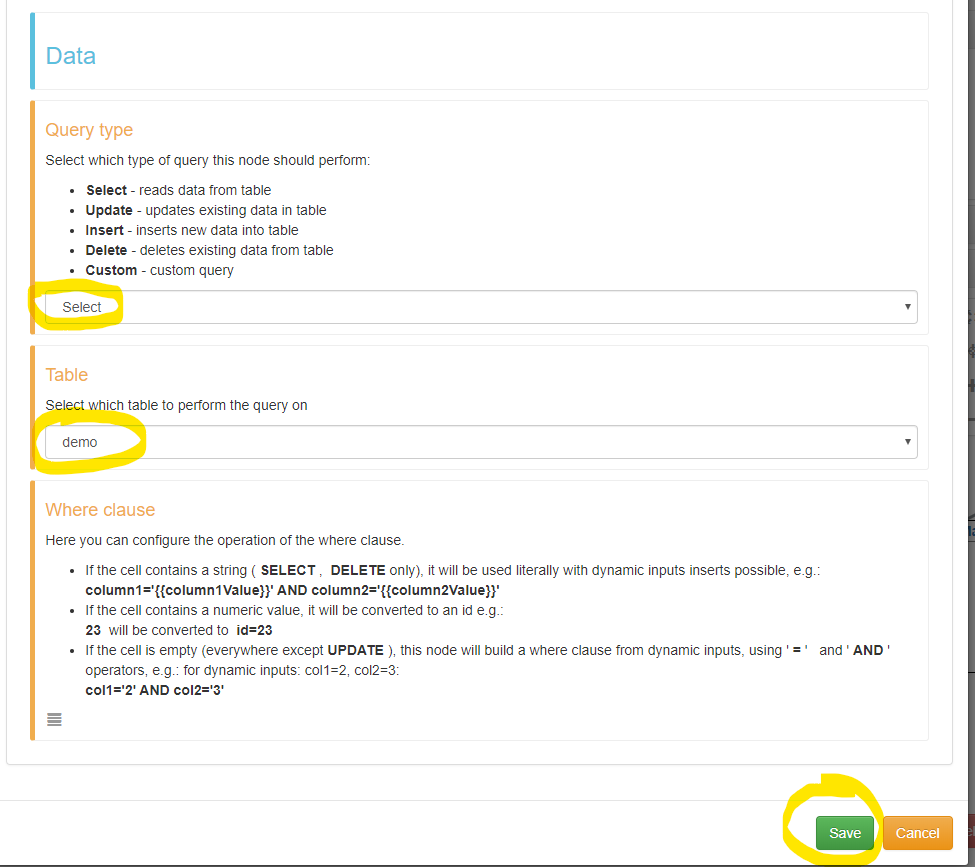 Data
Query type
Select which type of query this node should perform:
Select - reads data from table
Update - updates existing data in table
Insert - inserts new data into table
Delete - deletes existing data from table
Custom - custom query
Select
Table
Select which table to perform the query on
demo
Where clause
Here you can configure the operation of the where clause.
If the cell contains a string ( SELECT , DELETE only), it will be used literally with dynamic inputs inserts possible, e.g.:
column1='{{column1Value}}' AND column2='{{column2Value}}'
If the cell contains a numeric value, it will be converted to an id e.g.:
23 will be converted to id=23
If the cell is empty (everywhere except UPDATE ), this node will build a where clause from dynamic inputs, using ' = ' and ' AND '
operators, e.g.: for dynamic inputs: col1=2, col2=3:
col1='2' AND col2='3'
Save
Cancel